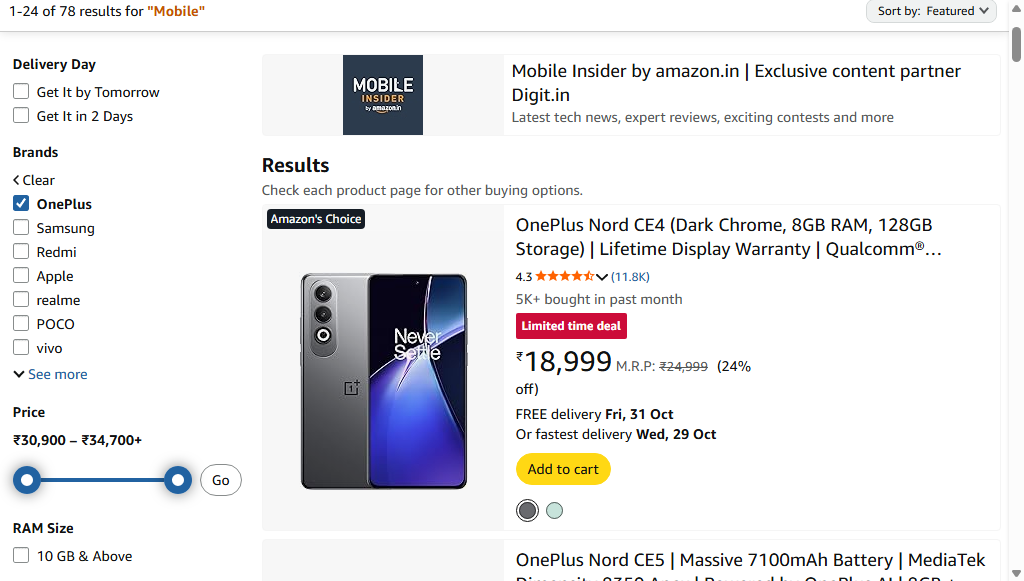 1-24 of 78 results for "Mobile"
Sort by: Featured
Delivery Day
Get It by Tomorrow
Get It in 2 Days
Brands
Clear
OnePlus
Samsung
Redmi
Apple
realme
POCO
vivo
See more
Price
₹30,900 – ₹34,700+
Go
RAM Size
10 GB & Above
MOBILE
INSIDER
by amazon.in
Mobile Insider by amazon.in | Exclusive content partner
Digit.in
Latest tech news, expert reviews, exciting contests and more
Results
Check each product page for other buying options.
Amazon's Choice
Never
Settle
OnePlus Nord CE4 (Dark Chrome, 8GB RAM, 128GB
Storage) | Lifetime Display Warranty | Qualcomm®…
4.3 (11.8K)
5K+ bought in past month
Limited time deal
₹18,999 M.R.P: ₹24,999 (24%
off)
FREE delivery Fri, 31 Oct
Or fastest delivery Wed, 29 Oct
Add to cart
OnePlus Nord CE5 | Massive 7100mAh Battery | MediaTek